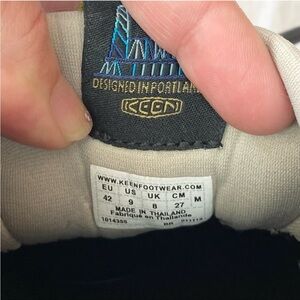 DESIGNED IN PORTLAND
KEEN
WWW.KEENFOOTWEAR.COM
EU US UK CM M
42 9 8 27
MADE IN THAILAND
Fabriqué en Thaïlande
1014355